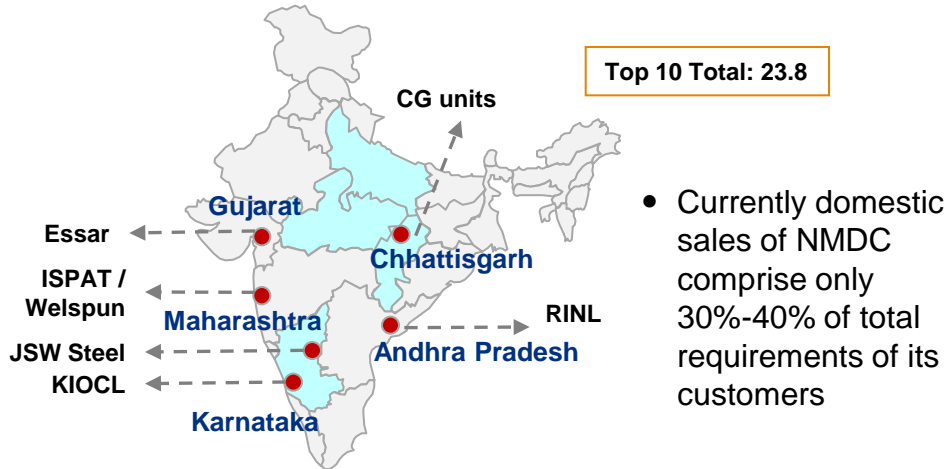 Top 10 Total: 23.8
CG units
Gujarat
Essar
Chhattisgarh
ISPAT /
Welspun
Maharashtra
RINL
JSW Steel
Andhra Pradesh
KIOCL
Karnataka
• Currently domestic
sales of NMDC
comprise only
30%-40% of total
requirements of its
customers